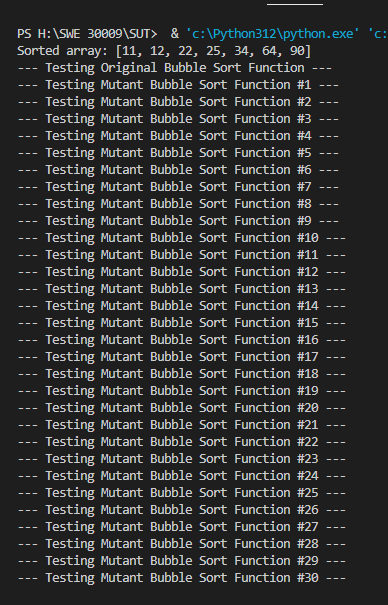 PS H:\SWE 30009\SUT>  & 'c:\Python312\python.exe' 'c:
Sorted array: [11, 12, 22, 25, 34, 64, 90]
--- Testing Original Bubble Sort Function ---
--- Testing Mutant Bubble Sort Function #1 ---
--- Testing Mutant Bubble Sort Function #2 ---
--- Testing Mutant Bubble Sort Function #3 ---
--- Testing Mutant Bubble Sort Function #4 ---
--- Testing Mutant Bubble Sort Function #5 ---
--- Testing Mutant Bubble Sort Function #6 ---
--- Testing Mutant Bubble Sort Function #7 ---
--- Testing Mutant Bubble Sort Function #8 ---
--- Testing Mutant Bubble Sort Function #9 ---
--- Testing Mutant Bubble Sort Function #10 ---
--- Testing Mutant Bubble Sort Function #11 ---
--- Testing Mutant Bubble Sort Function #12 ---
--- Testing Mutant Bubble Sort Function #13 ---
--- Testing Mutant Bubble Sort Function #14 ---
--- Testing Mutant Bubble Sort Function #15 ---
--- Testing Mutant Bubble Sort Function #16 ---
--- Testing Mutant Bubble Sort Function #17 ---
--- Testing Mutant Bubble Sort Function #18 ---
--- Testing Mutant Bubble Sort Function #19 ---
--- Testing Mutant Bubble Sort Function #20 ---
--- Testing Mutant Bubble Sort Function #21 ---
--- Testing Mutant Bubble Sort Function #22 ---
--- Testing Mutant Bubble Sort Function #23 ---
--- Testing Mutant Bubble Sort Function #24 ---
--- Testing Mutant Bubble Sort Function #25 ---
--- Testing Mutant Bubble Sort Function #26 ---
--- Testing Mutant Bubble Sort Function #27 ---
--- Testing Mutant Bubble Sort Function #28 ---
--- Testing Mutant Bubble Sort Function #29 ---
--- Testing Mutant Bubble Sort Function #30 ---